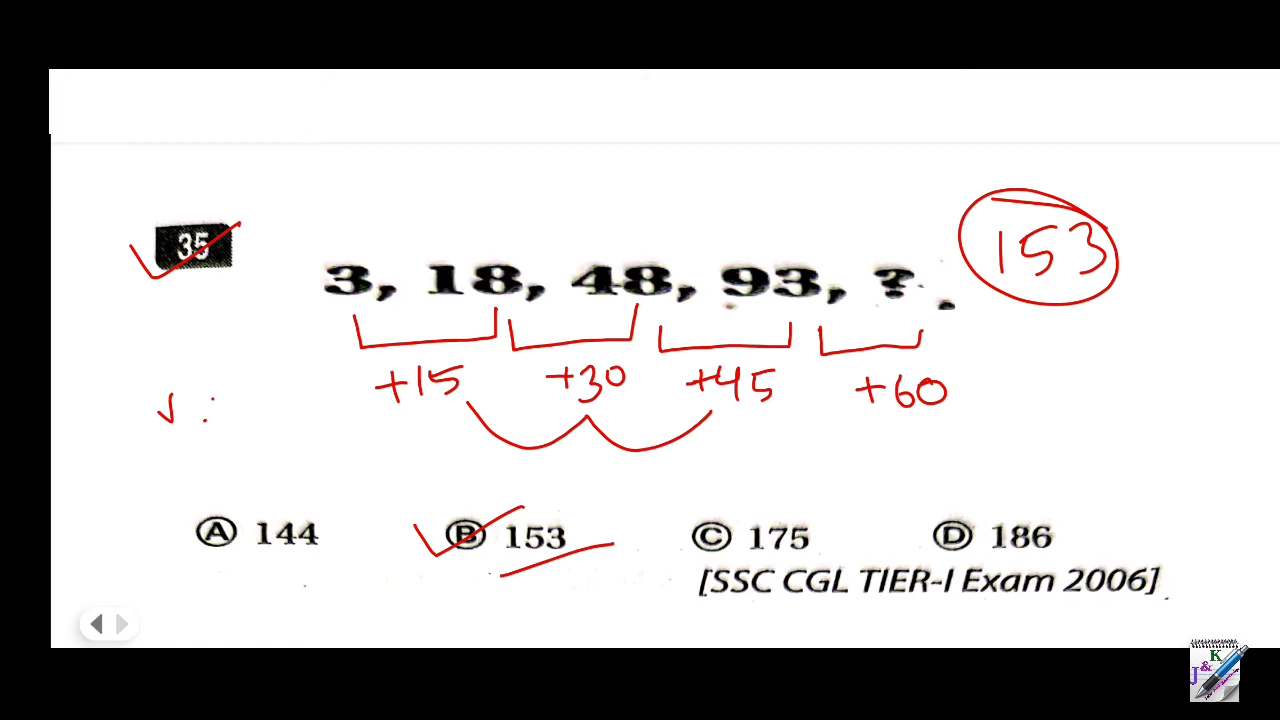 35
3, 18, 48, 93, ?.
153
+15 +30 +45 +60
Ⓐ 144 Ⓑ 153 Ⓒ 175 Ⓓ 186
[SSC CGL TIER-I Exam 2006]
J&K